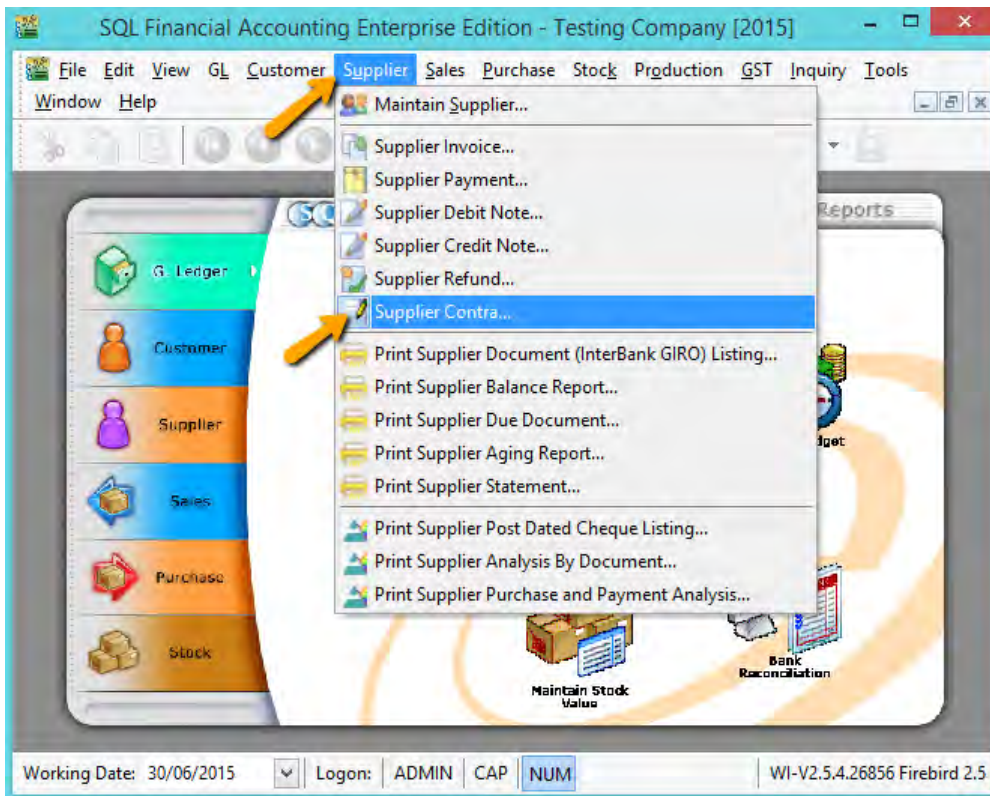 SQL Financial Accounting Enterprise Edition - Testing Company [2015]
File Edit View GL Customer Supplier Sales Purchase Stock Production GST Inquiry Tools
Window Help
Maintain Supplier...
Supplier Invoice...
Supplier Payment...
Supplier Debit Note...
Supplier Credit Note...
Supplier Refund...
Supplier Contra...
Print Supplier Document (InterBank GIRO) Listing...
Print Supplier Balance Report...
Print Supplier Due Document...
Print Supplier Aging Report...
Print Supplier Statement...
Print Supplier Post Dated Cheque Listing...
Print Supplier Analysis By Document...
Print Supplier Purchase and Payment Analysis...
Reports
G. Ledger
Customer
Supplier
Sales
Purchase
Stock
Maintain Stock
Value
Bank
Reconciliation
Working Date: 30/06/2015 Logon: ADMIN CAP NUM WI-V2.5.4.26856 Firebird 2.5